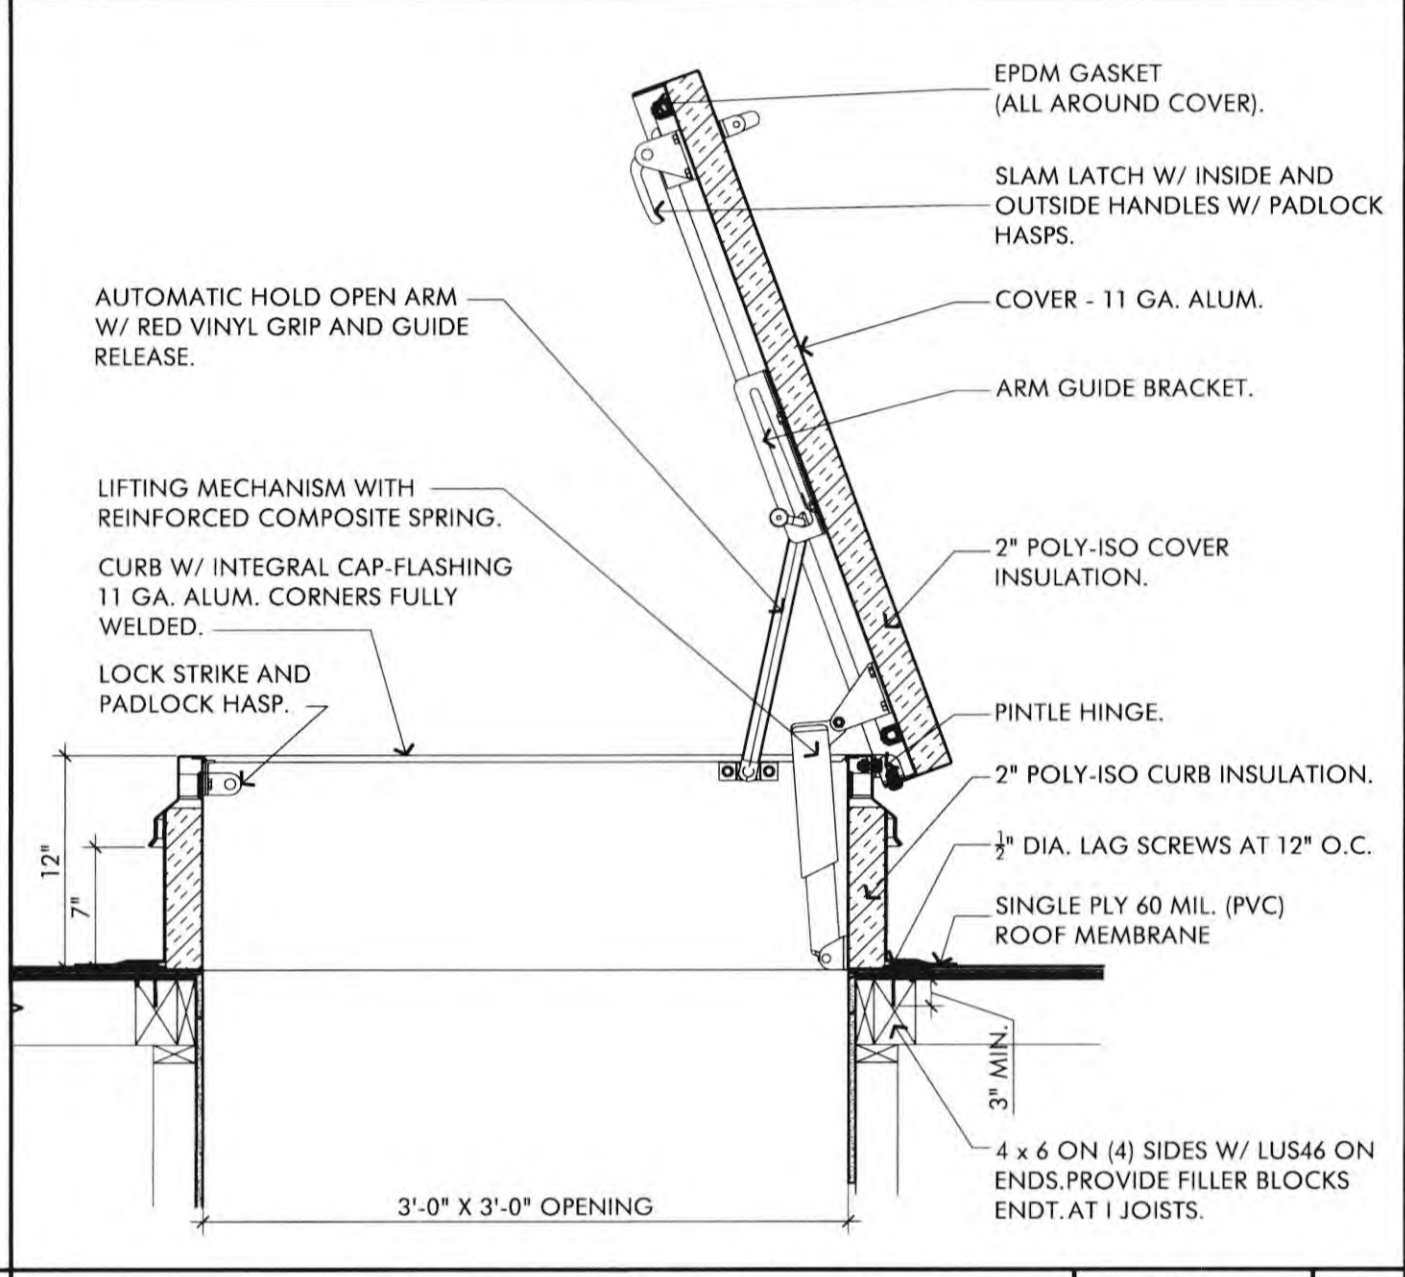 EPDM GASKET
(ALL AROUND COVER).
SLAM LATCH W/ INSIDE AND
OUTSIDE HANDLES W/ PADLOCK
HASPS.
COVER - 11 GA. ALUM.
ARM GUIDE BRACKET.
2" POLY-ISO COVER
INSULATION.
PINTLE HINGE.
2" POLY-ISO CURB INSULATION.
½" DIA. LAG SCREWS AT 12" O.C.
SINGLE PLY 60 MIL. (PVC)
ROOF MEMBRANE
3" MIN.
4 x 6 ON (4) SIDES W/ LUS46 ON
ENDS.PROVIDE FILLER BLOCKS
ENDT.AT I JOISTS.
AUTOMATIC HOLD OPEN ARM
W/ RED VINYL GRIP AND GUIDE
RELEASE.
LIFTING MECHANISM WITH
REINFORCED COMPOSITE SPRING.
CURB W/ INTEGRAL CAP-FLASHING
11 GA. ALUM. CORNERS FULLY
WELDED.
LOCK STRIKE AND
PADLOCK HASP.
12"
7"
3'-0" X 3'-0" OPENING